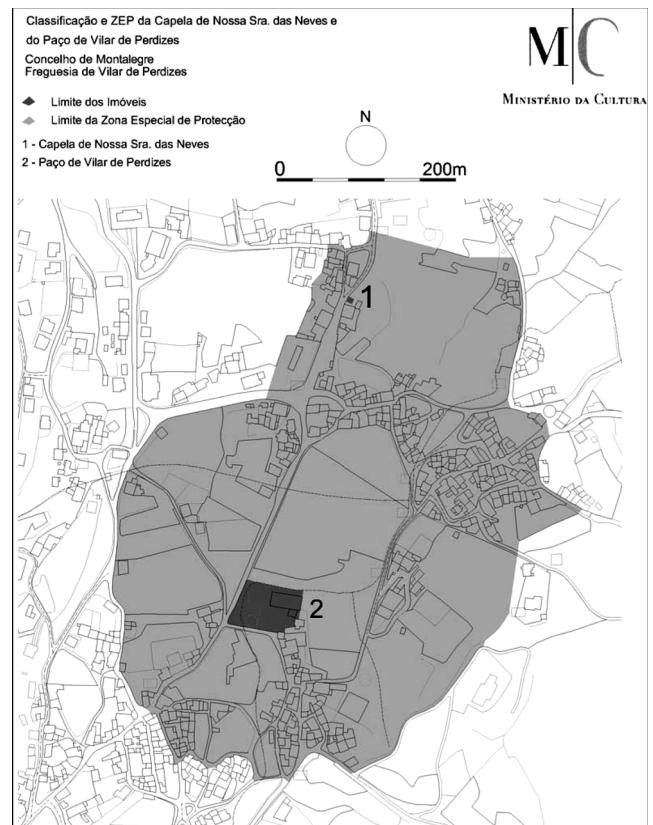 Classificação e ZEP da Capela de Nossa Sra. das Neves e
do Paço de Vilar de Perdizes
Concelho de Montalegre
Freguesia de Vilar de Perdizes
Limite dos Imóveis
Limite da Zona Especial de Protecção
1 - Capela de Nossa Sra. das Neves
2 - Paço de Vilar de Perdizes
MC
MINISTÉRIO DA CULTURA
N
0 200m
1
2